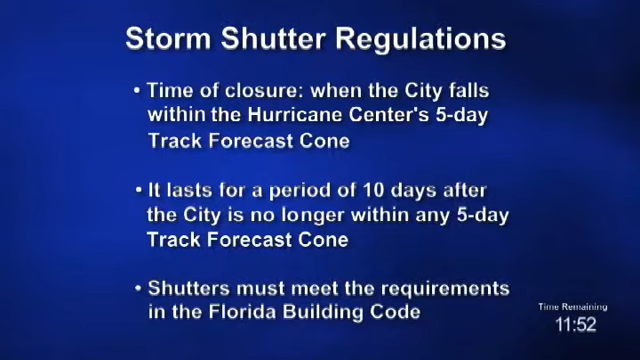 Storm Shutter Regulations
• Time of closure: when the City falls
within the Hurricane Center's 5-day
Track Forecast Cone
• It lasts for a period of 10 days after
the City is no longer within any 5-day
Track Forecast Cone
• Shutters must meet the requirements
in the Florida Building Code
Time Remaining
11:52